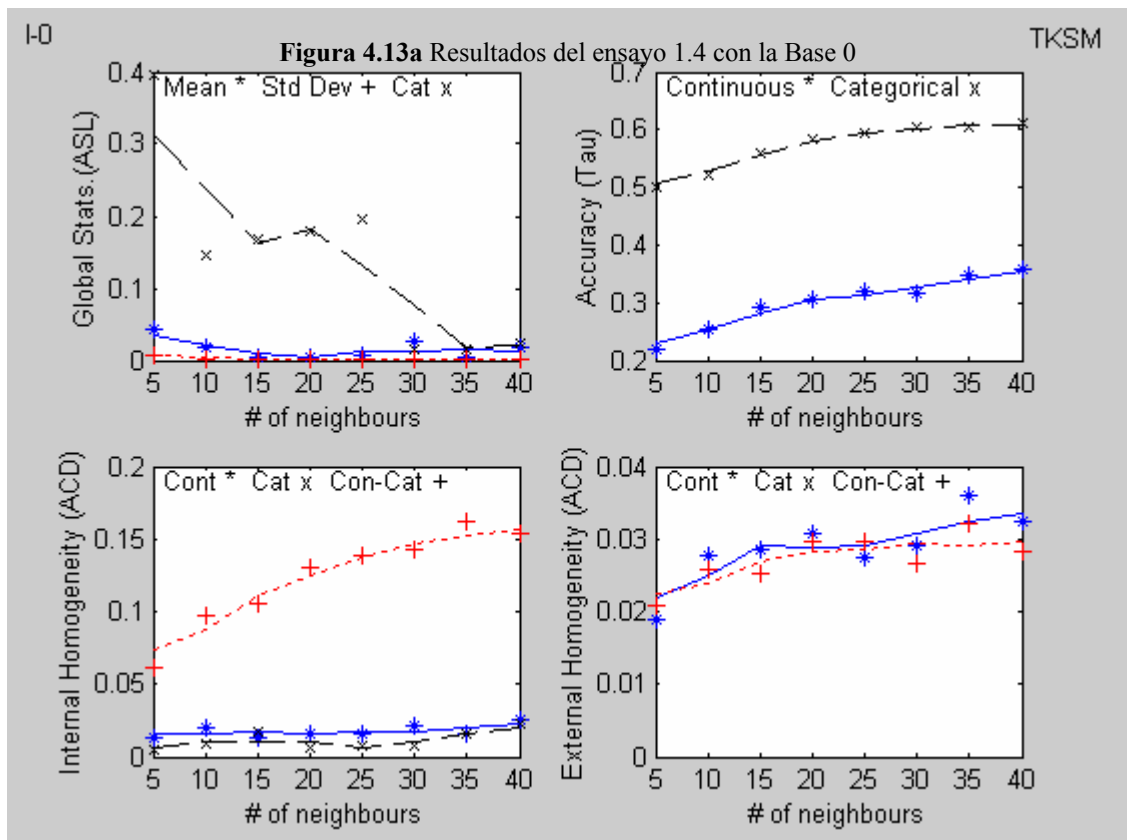 I-0
TKSM
Figura 4.13a Resultados del ensayo 1.4 con la Base 0
Mean * Std Dev + Cat x
Global Stats.(ASL)
0.4
0.3
0.2
0.1
0
5 10 15 20 25 30 35 40
# of neighbours
Continuous * Categorical x
Accuracy (Tau)
0.7
0.6
0.5
0.4
0.3
0.2
5 10 15 20 25 30 35 40
# of neighbours
Cont * Cat x Con-Cat +
Internal Homogeneity (ACD)
0.2
0.15
0.1
0.05
0
5 10 15 20 25 30 35 40
# of neighbours
Cont * Cat x Con-Cat +
External Homogeneity (ACD)
0.04
0.03
0.02
0.01
0
5 10 15 20 25 30 35 40
# of neighbours